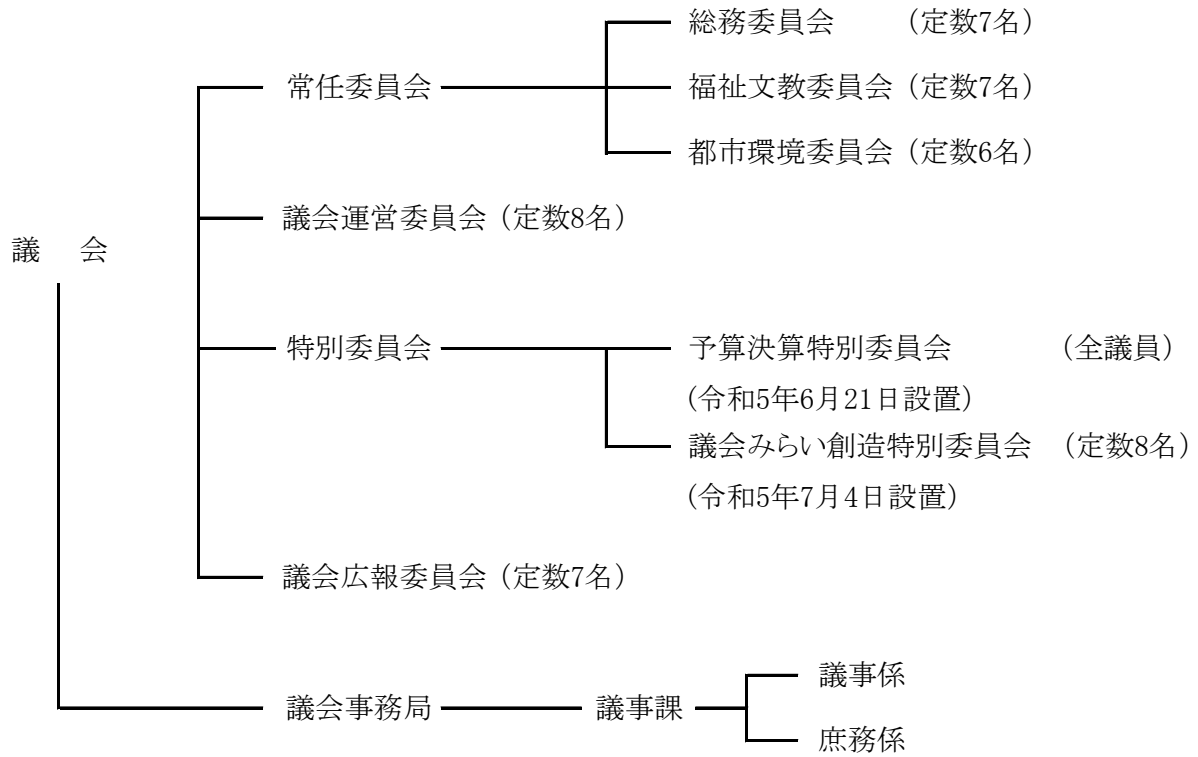 総務委員会 (定数7名)
常任委員会 福祉文教委員会 (定数7名)
都市環境委員会 (定数6名)
議会運営委員会 (定数8名)
議 会
特別委員会 予算決算特別委員会 (全議員)
(令和5年6月21日設置)
議会みらい創造特別委員会 (定数8名)
(令和5年7月4日設置)
議会広報委員会 (定数7名)
議事係
議会事務局 議事課
庶務係